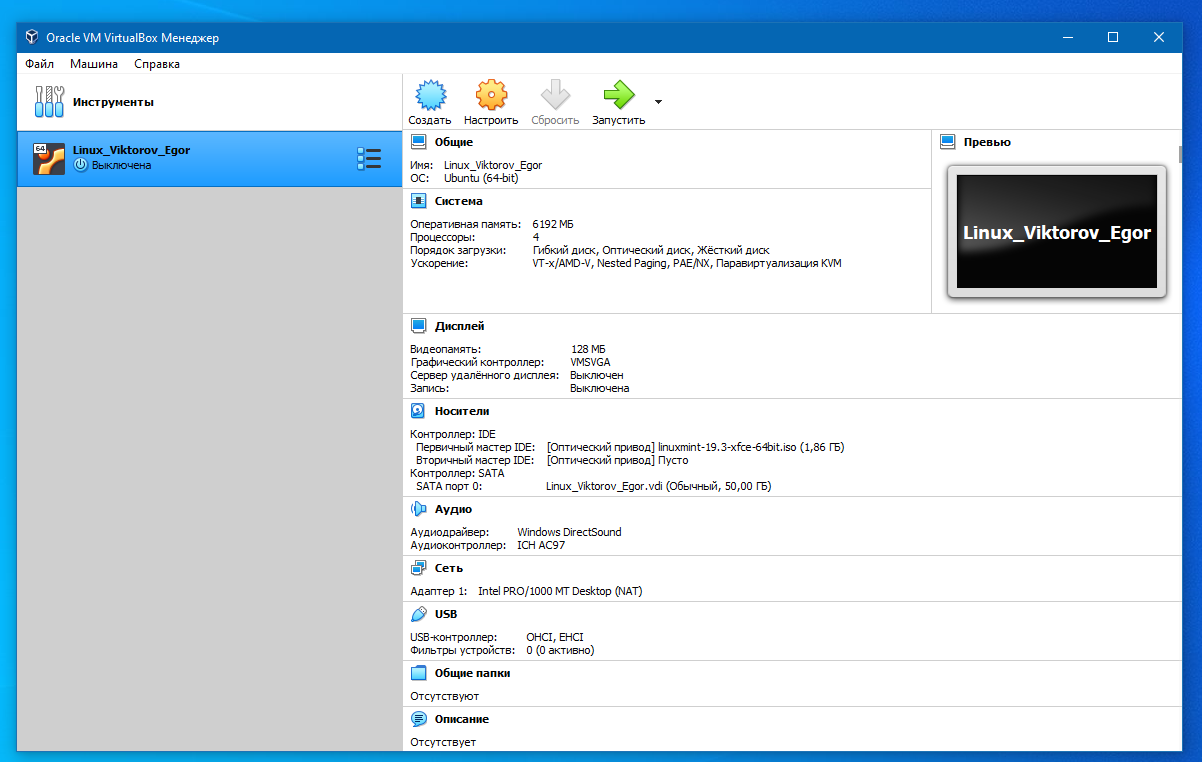 Oracle VM VirtualBox Менеджер
Файл Машина Справка
Инструменты
Создать Настроить Сбросить Запустить
64
Linux_Viktorov_Egor
Выключена
Общие
Имя: Linux_Viktorov_Egor
ОС: Ubuntu (64-bit)
Превью
Linux_Viktorov_Egor
Система
Оперативная память: 6192 МБ
Процессоры: 4
Порядок загрузки: Гибкий диск, Оптический диск, Жёсткий диск
Ускорение: VT-x/AMD-V, Nested Paging, PAE/NX, Паравиртуализация KVM
Дисплей
Видеопамять: 128 МБ
Графический контроллер: VMSVGA
Сервер удалённого дисплея: Выключен
Запись: Выключена
Носители
Контроллер: IDE
Первичный мастер IDE: [Оптический привод] linuxmint-19.3-xfce-64bit.iso (1,86 ГБ)
Вторичный мастер IDE: [Оптический привод] Пусто
Контроллер: SATA
SATA порт 0: Linux_Viktorov_Egor.vdi (Обычный, 50,00 ГБ)
Аудио
Аудиодрайвер: Windows DirectSound
Аудиоконтроллер: ICH AC97
Сеть
Адаптер 1: Intel PRO/1000 MT Desktop (NAT)
USB
USB-контроллер: OHCI, EHCI
Фильтры устройств: 0 (0 активно)
Общие папки
Отсутствуют
Описание
Отсутствует